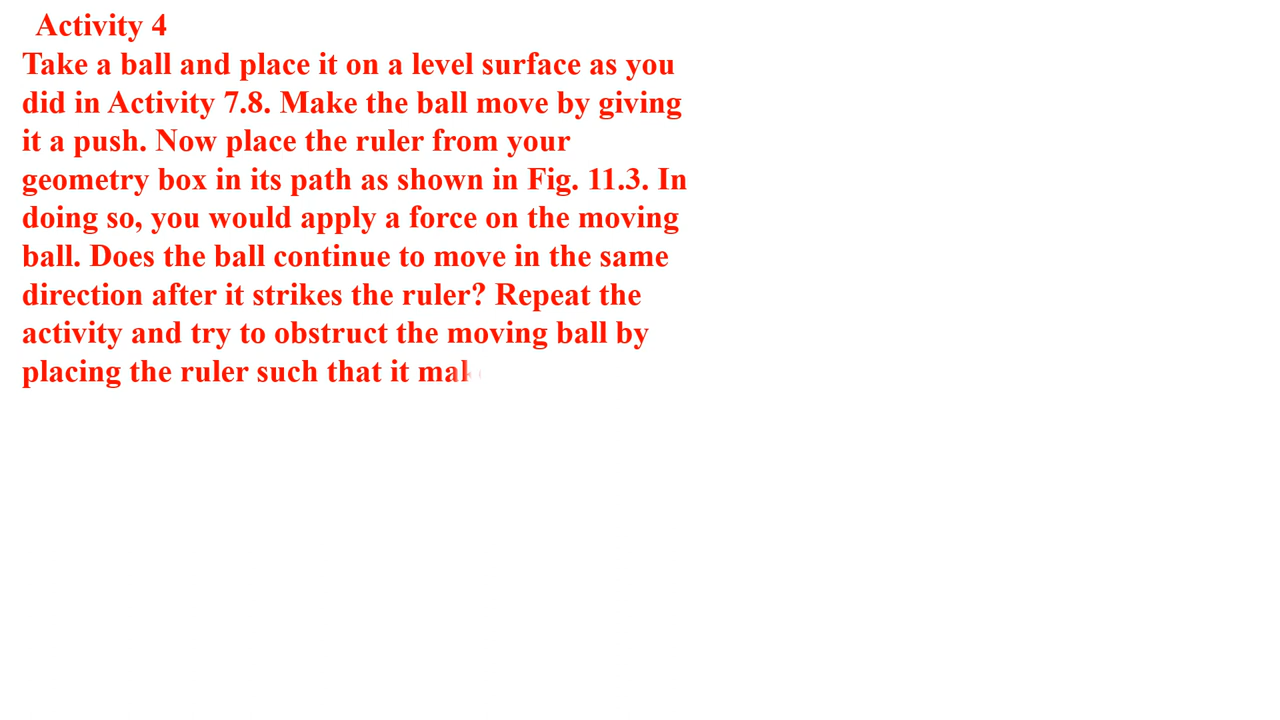 Activity 4
Take a ball and place it on a level surface as you
did in Activity 7.8. Make the ball move by giving
it a push. Now place the ruler from your
geometry box in its path as shown in Fig. 11.3. In
doing so, you would apply a force on the moving
ball. Does the ball continue to move in the same
direction after it strikes the ruler? Repeat the
activity and try to obstruct the moving ball by
placing the ruler such that it